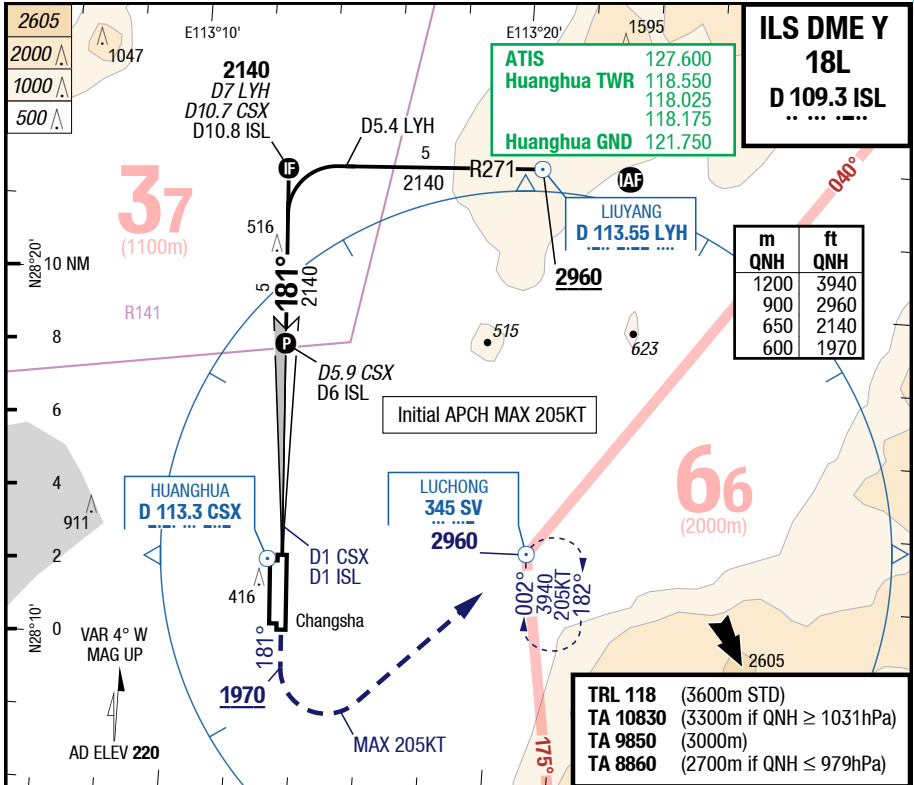 2605
2000
1000
500
1047
E113°10'
E113°20'
1595
ILS DME Y
18L
D 109.3 ISL
ATIS 127.600
Huanghua TWR 118.550
118.025
118.175
Huanghua GND 121.750
2140
D7 LYH
D10.7 CSX
D10.8 ISL
D5.4 LYH
IF
5
2140
R271
IAF
040°
37
(1100m)
LIUYANG
D 113.55 LYH
516
2960
m ft
QNH QNH
1200 3940
900 2960
650 2140
600 1970
N28°20'
10 NM
181°
5
2140
R141
8
P
515
623
D5.9 CSX
D6 ISL
6
Initial APCH MAX 205KT
4
HUANGHUA
D 113.3 CSX
LUCHONG
345 SV
2960
66
(2000m)
911
2
D1 CSX
D1 ISL
416
002°
3940
205KT
182°
Changsha
N28°10'
0
VAR 4° W
MAG UP
181°
1970
2605
MAX 205KT
175°
AD ELEV 220
TRL 118 (3600m STD)
TA 10830 (3300m if QNH ≥ 1031hPa)
TA 9850 (3000m)
TA 8860 (2700m if QNH ≤ 979hPa)